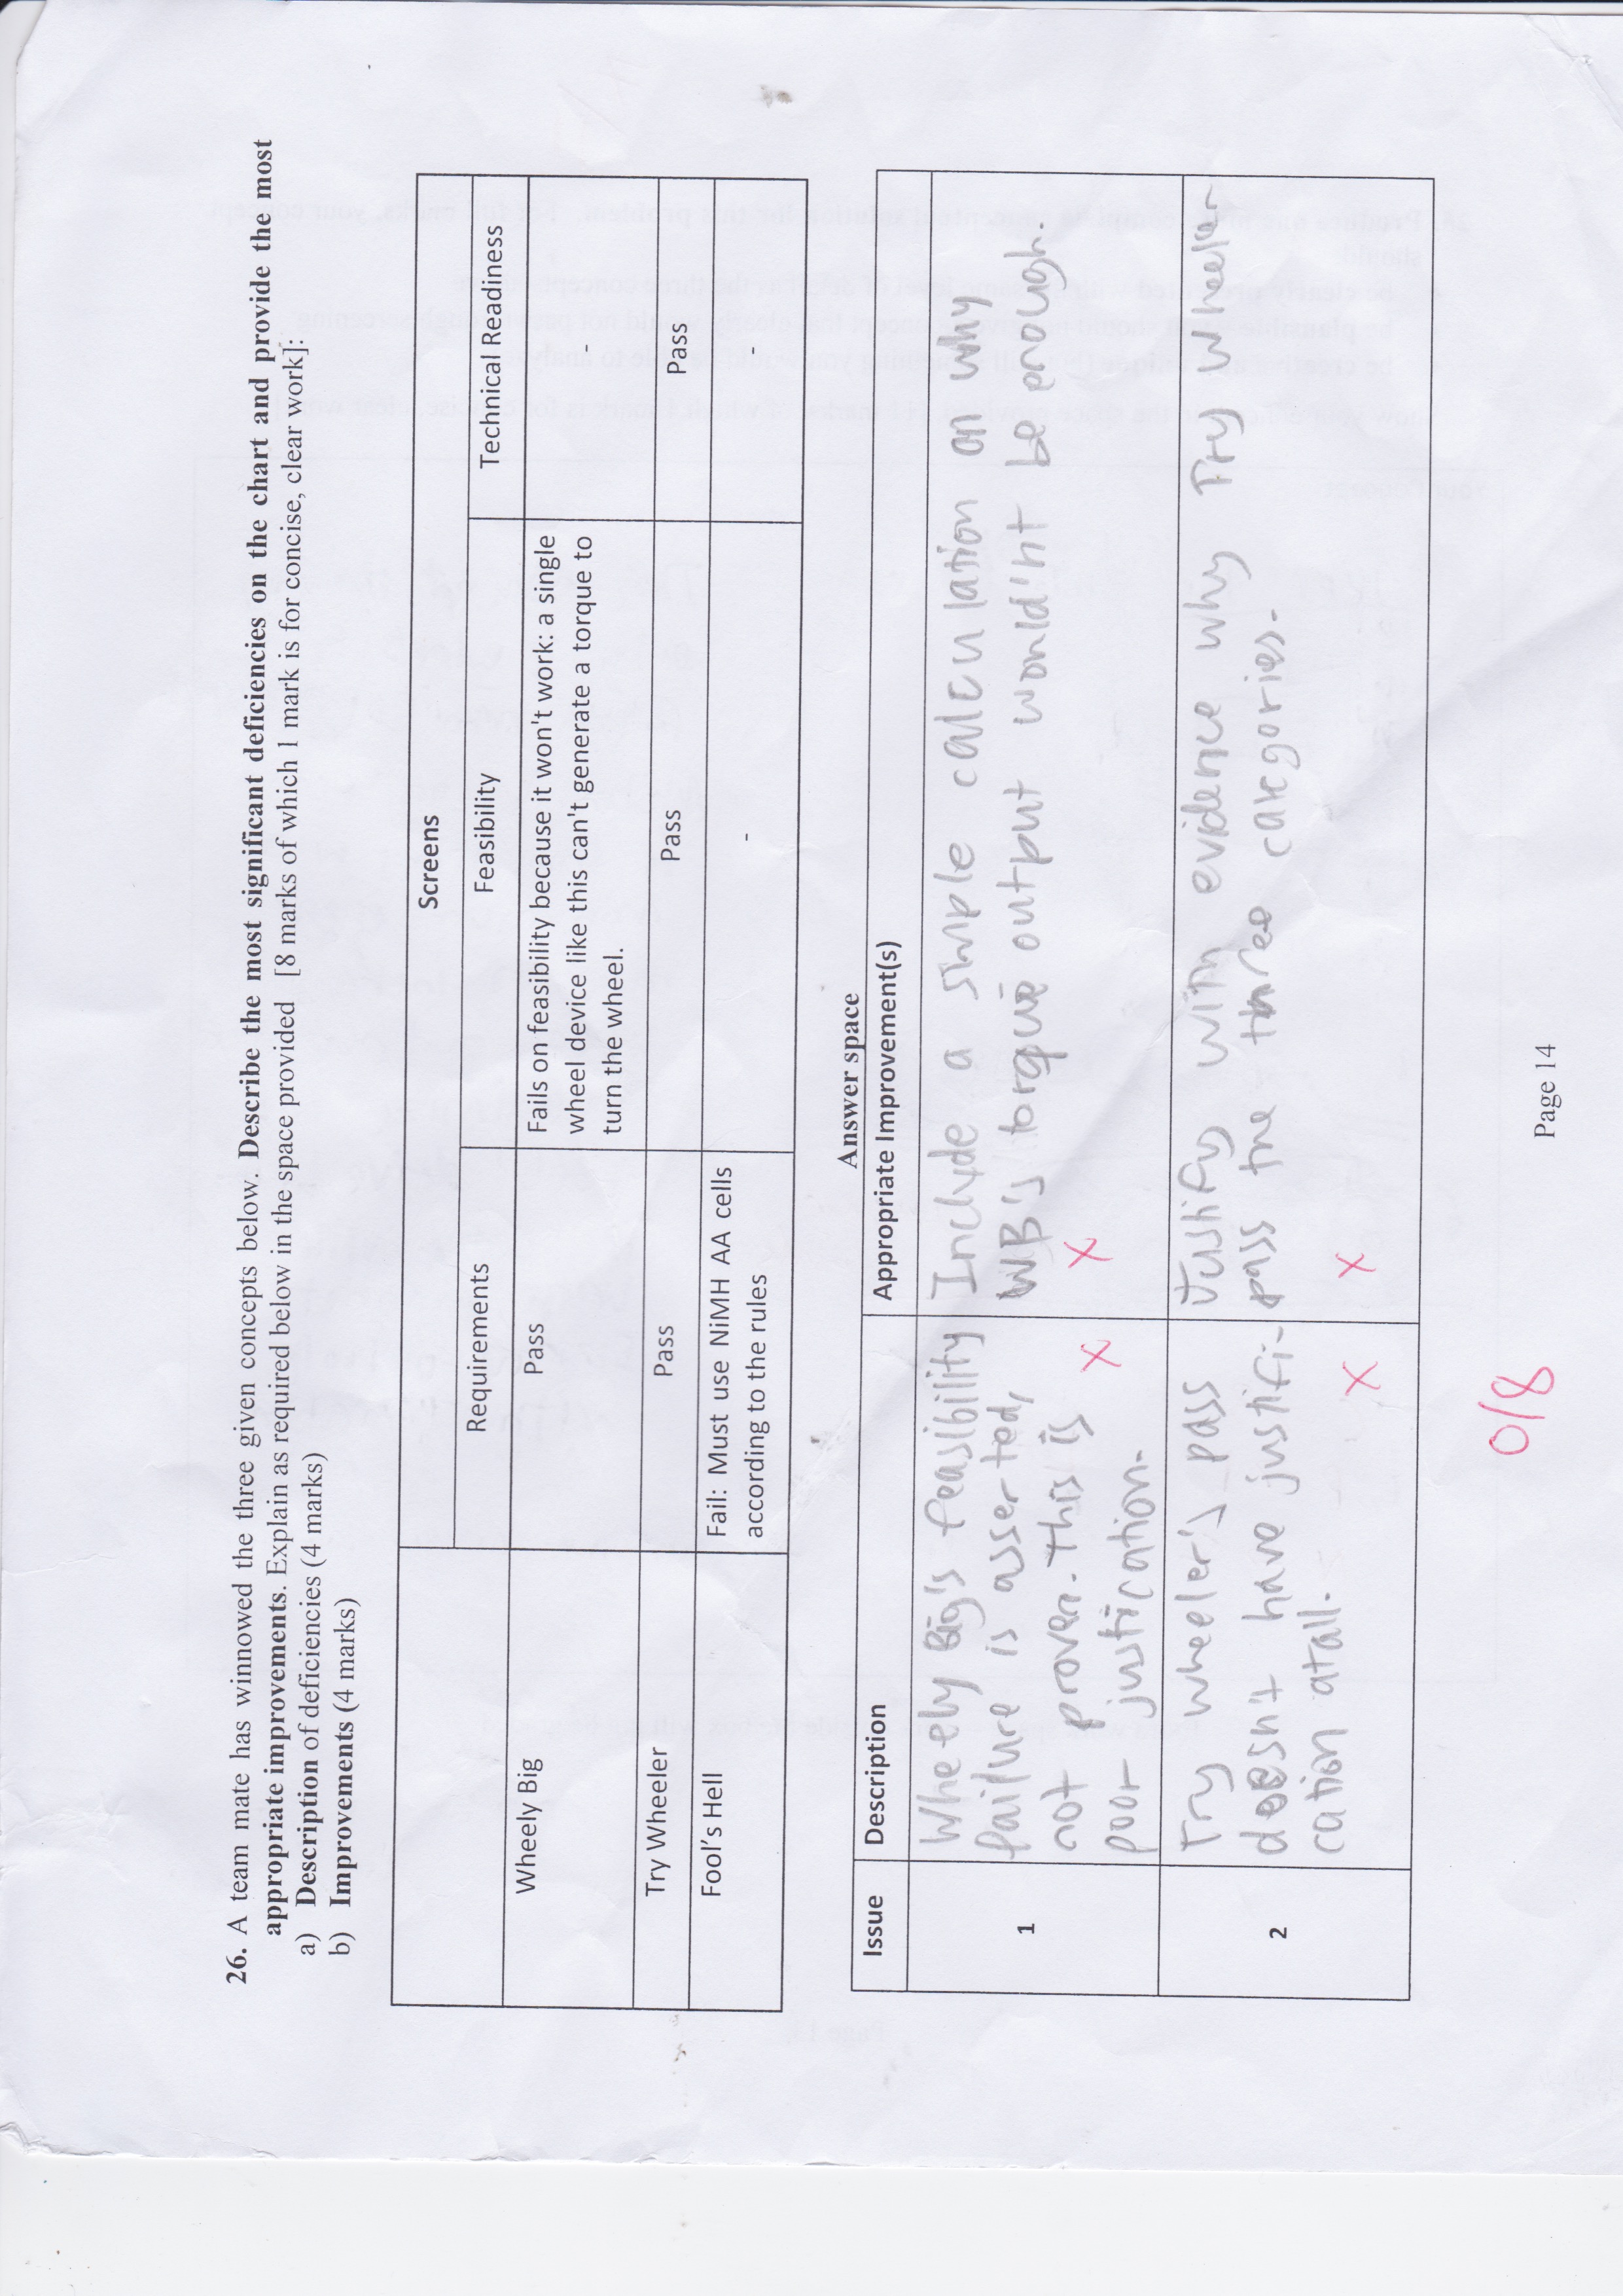 26. A team mate has winnowed the three given concepts below. Describe the most significant deficiencies on the chart and provide the most
appropriate improvements. Explain as required below in the space provided [8 marks of which 1 mark is for concise, clear work]:
a) Description of deficiencies (4 marks)
b) Improvements (4 marks)
Screens
Requirements Feasibility Technical Readiness
Wheely Big Pass Fails on feasibility because it won't work: a single -
wheel device like this can't generate a torque to
turn the wheel.
Try Wheeler Pass Pass Pass
Fool's Hell Fail: Must use NiMH AA cells - -
according to the rules
Answer space
Issue Description Appropriate Improvement(s)
1
Wheely Big's feasibility
failure is asserted,
not proven. This is
poor justication.
Include a simple calculation on why
WB's torque output would'nt be enough.
X X
2
Try wheeler's pass
doesn't have justifi-
cation atall.
Justify with evidence why Try wheeler
pass the three categories.
X X
0/8
Page 14